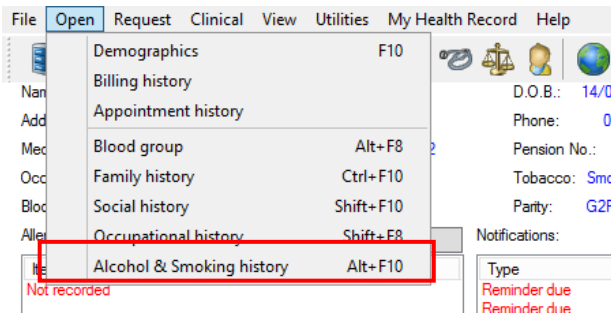 File Open Request Clinical View Utilities My Health Record Help
Demographics F10
Billing history
D.O.B.: 14/0
Appointment history
Phone: 0
Blood group Alt+F8
Pension No.:
Family history Ctrl+F10
Tobacco: Smo
Social history Shift+F10
Parity: G2P
Occupational history Shift+F8
Notifications:
Alcohol & Smoking history Alt+F10
Type
Not recorded
Reminder due
Reminder due